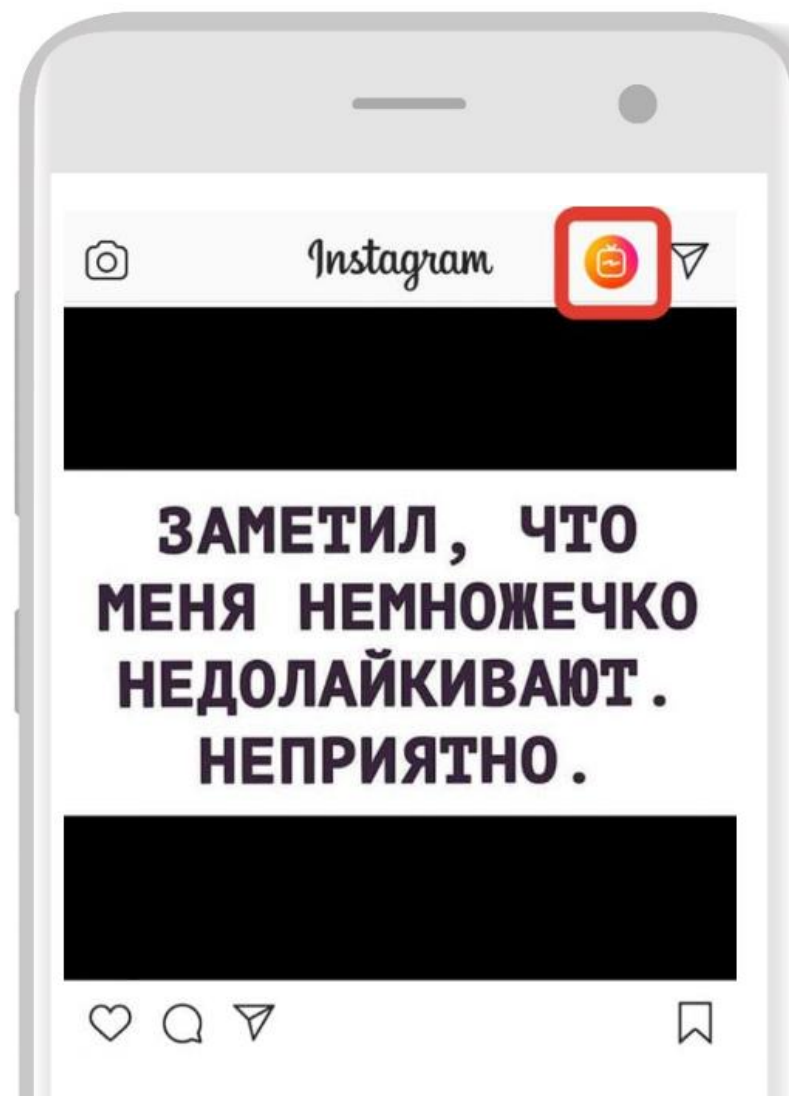 Instagram
ЗАМЕТИЛ, ЧТО
МЕНЯ НЕМНОЖЕЧКО
НЕДОЛАЙКИВАЮТ.
НЕПРИЯТНО.